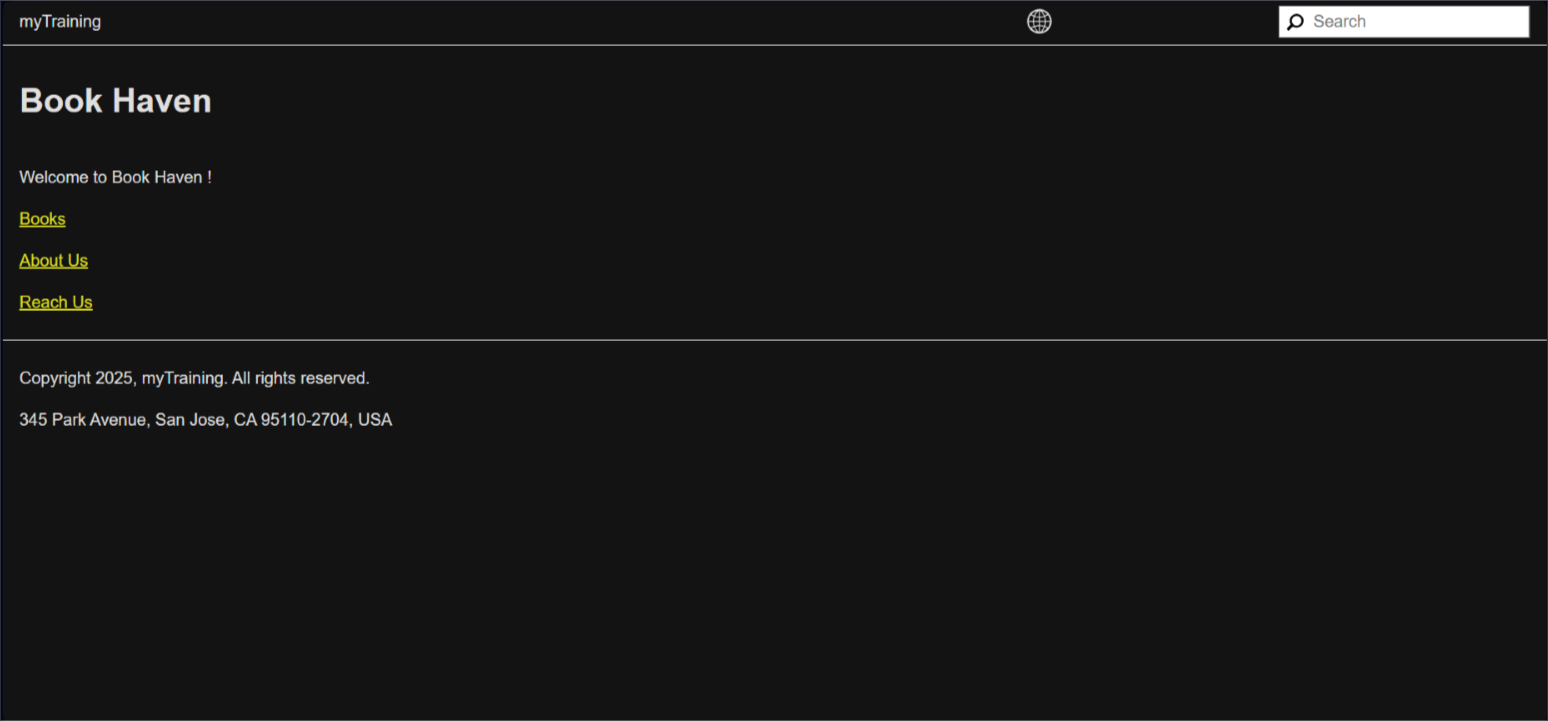 myTraining
Search
Book Haven
Welcome to Book Haven !
Books
About Us
Reach Us
Copyright 2025, myTraining. All rights reserved.
345 Park Avenue, San Jose, CA 95110-2704, USA